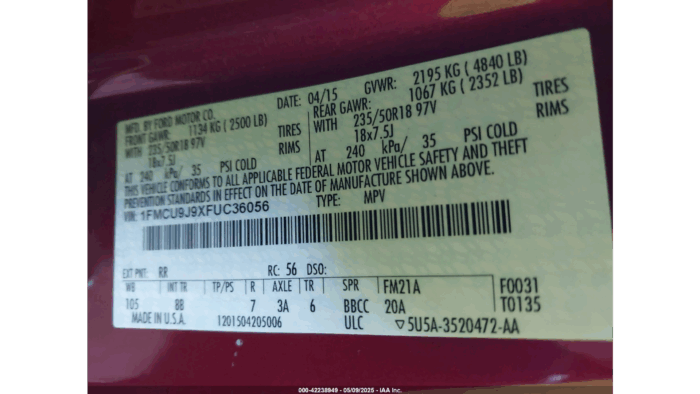 MFD. BY FORD MOTOR CO.
DATE: 04/15
GVWR: 2195 KG ( 4840 LB)
FRONT GAWR: 1134 KG ( 2500 LB)
REAR GAWR: 1067 KG ( 2352 LB)
WITH 235/50R18 97V TIRES
WITH 235/50R18 97V TIRES
18x7.5J RIMS
18x7.5J RIMS
AT 240 kPa/ 35 PSI COLD
AT 240 kPa/ 35 PSI COLD
THIS VEHICLE CONFORMS TO ALL APPLICABLE FEDERAL MOTOR VEHICLE SAFETY AND THEFT
PREVENTION STANDARDS IN EFFECT ON THE DATE OF MANUFACTURE SHOWN ABOVE.
VIN: 1FMCU9J9XFUC36056
TYPE: MPV
EXT PNT: RR RC: 56 DSO:
WB INT TR TP/PS R AXLE TR SPR FM21A F0031
105 8B 7 3A 6 BBCC 20A T0135
MADE IN U.S.A. 1201504205006 ULC ▽5U5A-3520472-AA
000-42238949 - 05/09/2025 - IAA Inc.